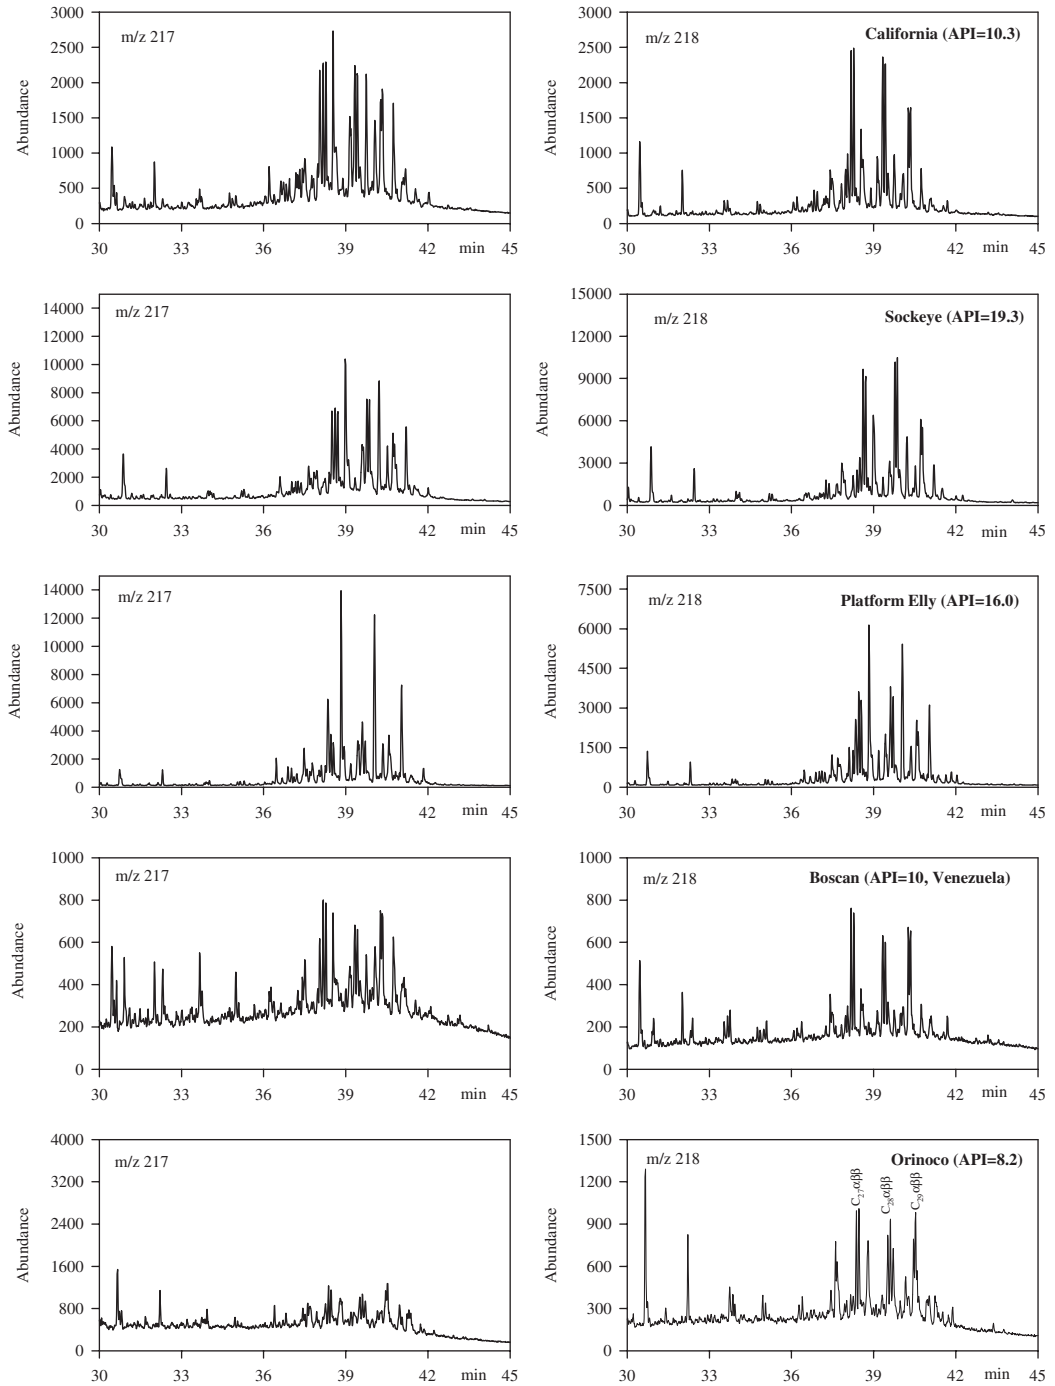 3000
2500
2000
1500
1000
500
0
Abundance
m/z 217
30 33 36 39 42 min 45
3000
2500
2000
1500
1000
500
0
Abundance
m/z 218
California (API=10.3)
30 33 36 39 42 min 45
14000
12000
10000
8000
6000
4000
2000
0
Abundance
m/z 217
30 33 36 39 42 min 45
15000
12000
9000
6000
3000
0
Abundance
m/z 218
Sockeye (API=19.3)
30 33 36 39 42 min 45
14000
12000
10000
8000
6000
4000
2000
0
Abundance
m/z 217
30 33 36 39 42 min 45
7500
6000
4500
3000
1500
0
Abundance
m/z 218
Platform Elly (API=16.0)
30 33 36 39 42 min 45
1000
800
600
400
200
0
Abundance
m/z 217
30 33 36 39 42 min 45
1000
800
600
400
200
0
Abundance
m/z 218
Boscan (API=10, Venezuela)
30 33 36 39 42 min 45
4000
3200
2400
1600
800
0
Abundance
m/z 217
30 33 36 39 42 min 45
1500
1200
900
600
300
0
Abundance
m/z 218
Orinoco (API=8.2)
C27αββ
C28αββ
C29αββ
30 33 36 39 42 min 45